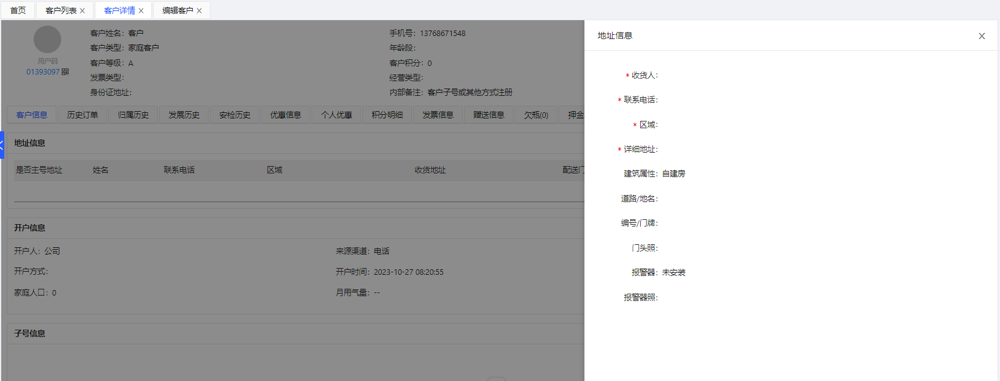 首页 客户列表 X 客户详情 X 编辑客户 X
用户码
01393097
客户姓名：客户
手机号：13768671548
客户类型：家庭客户
年龄段：
客户等级：A
客户积分：0
发票类型：
经营类型：
身份证地址：
内部备注：客户子号或其他方式注册
客户信息 历史订单 归属历史 发展历史 安检历史 优惠信息 个人优惠 积分明细 发票信息 赠送信息 欠瓶(0) 押金
地址信息
是否主号地址 姓名 联系电话 区域 收货地址 配送门
开户信息
开户人：公司
来源渠道：电话
开户方式：
开户时间：2023-10-27 08:20:55
家庭人口：0
月用气量：--
子号信息
地址信息 X
* 收货人：
* 联系电话：
* 区域：
* 详细地址：
建筑属性：自建房
道路/地名：
编号/门牌：
门头照：
报警器：未安装
报警器照：